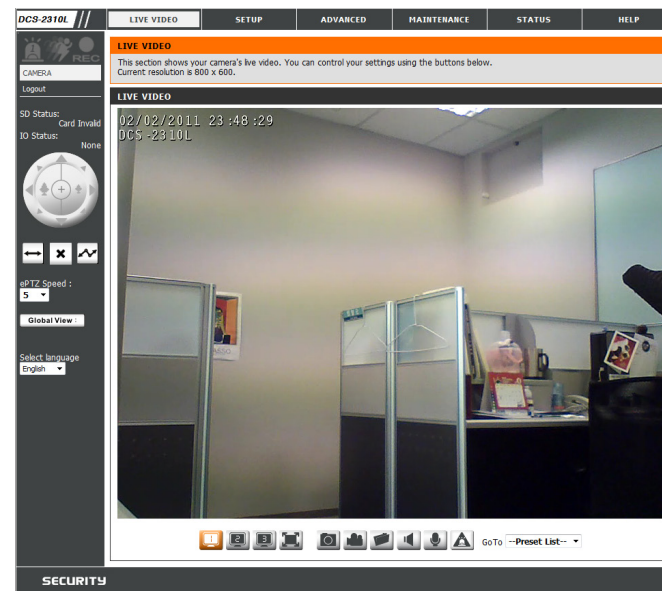 DCS-2310L
LIVE VIDEO SETUP ADVANCED MAINTENANCE STATUS HELP
REC
CAMERA
Logout
SD Status:
Card Invalid
IO Status:
None
ePTZ Speed :
5
Global View :
Select language
English
LIVE VIDEO
This section shows your camera's live video. You can control your settings using the buttons below.
Current resolution is 800 x 600.
LIVE VIDEO
02/02/2011 23:48:29
DCS-2310L
1 2 3
GoTo --Preset List--
SECURITY